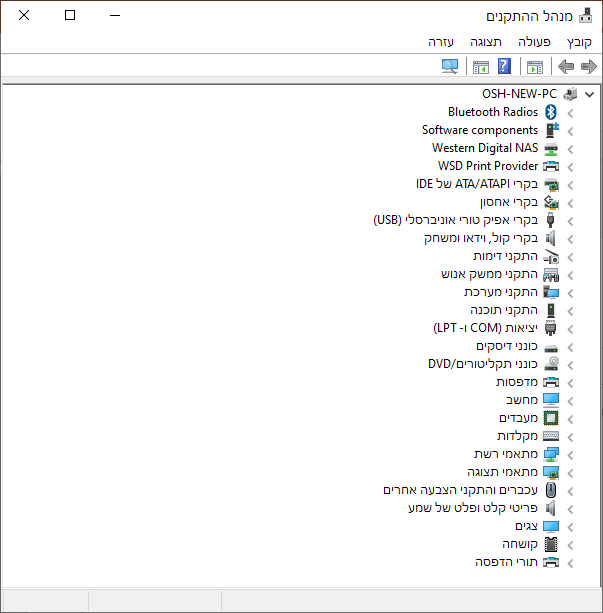 מנהל ההתקנים
קובץ פעולה תצוגה עזרה
OSH-NEW-PC
Bluetooth Radios
Software components
Western Digital NAS
WSD Print Provider
בקרי ATA/ATAPI של IDE
בקרי אחסון
בקרי אפיק טורי אוניברסלי (USB)
בקרי קול, וידאו ומשחק
התקני דימות
התקני ממשק אנוש
התקני מערכת
התקני תוכנה
יציאות (COM ו- LPT)
כונני דיסקים
כונני תקליטורים/DVD
מדפסות
מחשב
מעבדים
מקלדות
מתאמי רשת
מתאמי תצוגה
עכברים והתקני הצבעה אחרים
פריטי קלט ופלט של שמע
צגים
קושחה
תורי הדפסה